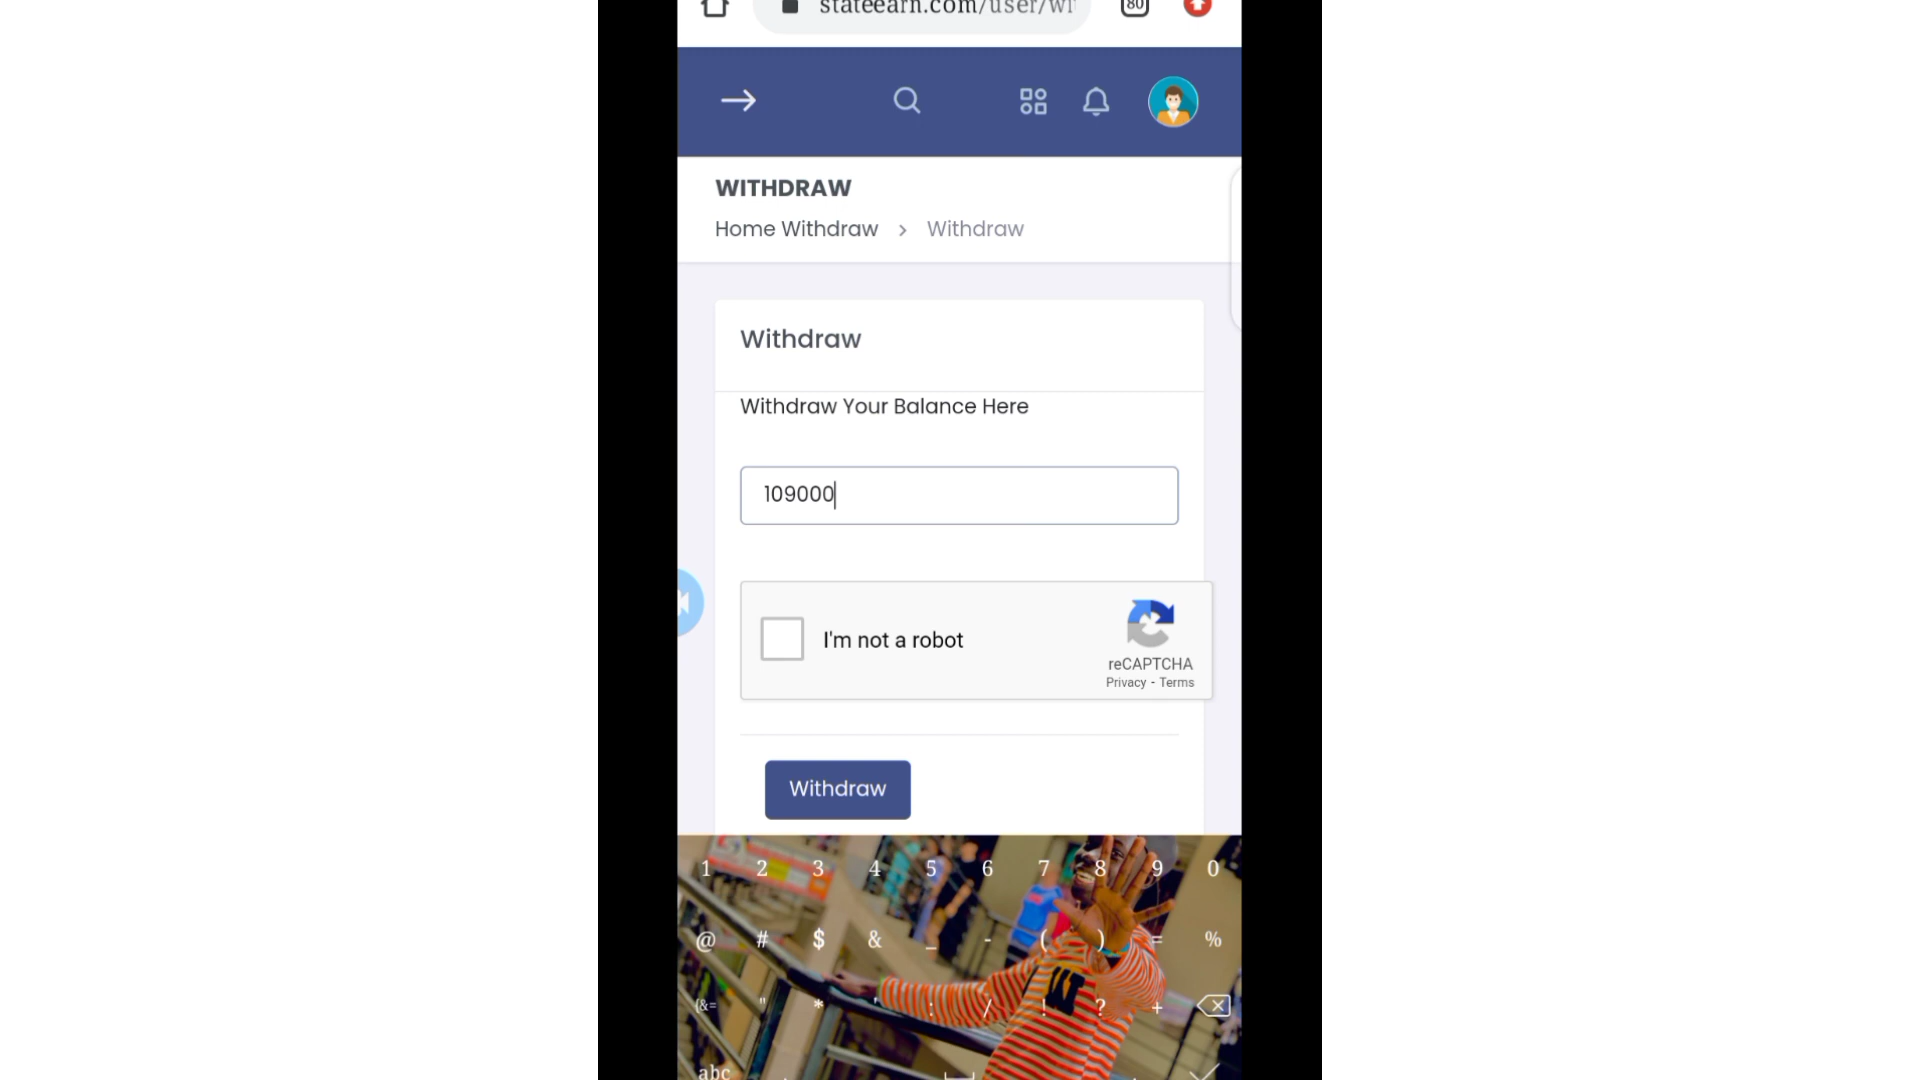 stateearn.com/user/wi
80
WITHDRAW
Home Withdraw > Withdraw
Withdraw
Withdraw Your Balance Here
109000
I'm not a robot
reCAPTCHA
Privacy - Terms
Withdraw
1 2 3 4 5 6 7 8 9 0
@ # $ & _ - ( ) = %
{&= " * ' : / ! ? +
abc